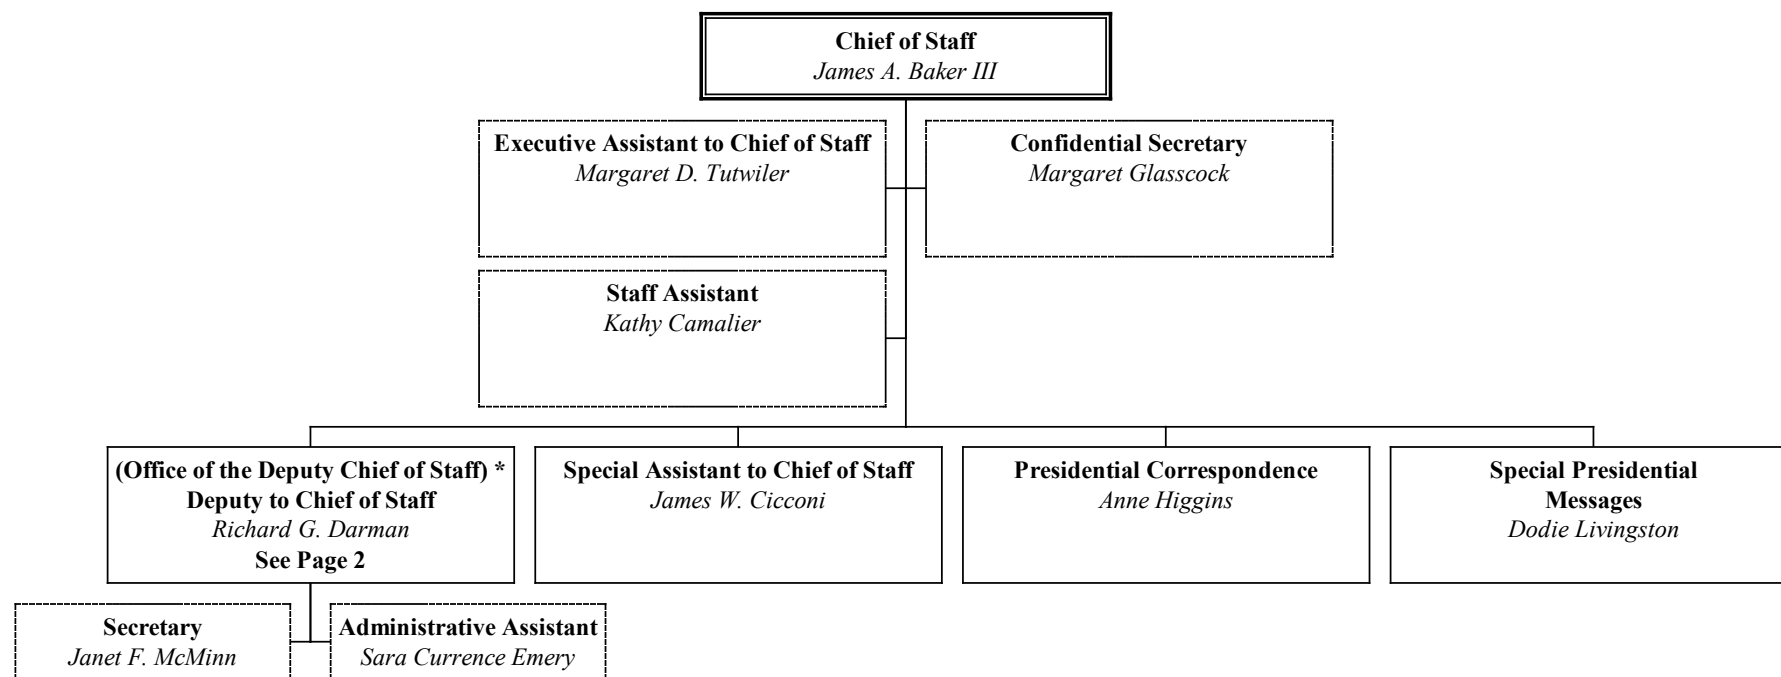 Chief of Staff
James A. Baker III
Executive Assistant to Chief of Staff
Margaret D. Tutwiler
Confidential Secretary
Margaret Glasscock
Staff Assistant
Kathy Camalier
(Office of the Deputy Chief of Staff) *
Deputy to Chief of Staff
Richard G. Darman
See Page 2
Special Assistant to Chief of Staff
James W. Cicconi
Presidential Correspondence
Anne Higgins
Special Presidential
Messages
Dodie Livingston
Secretary
Janet F. McMinn
Administrative Assistant
Sara Currence Emery